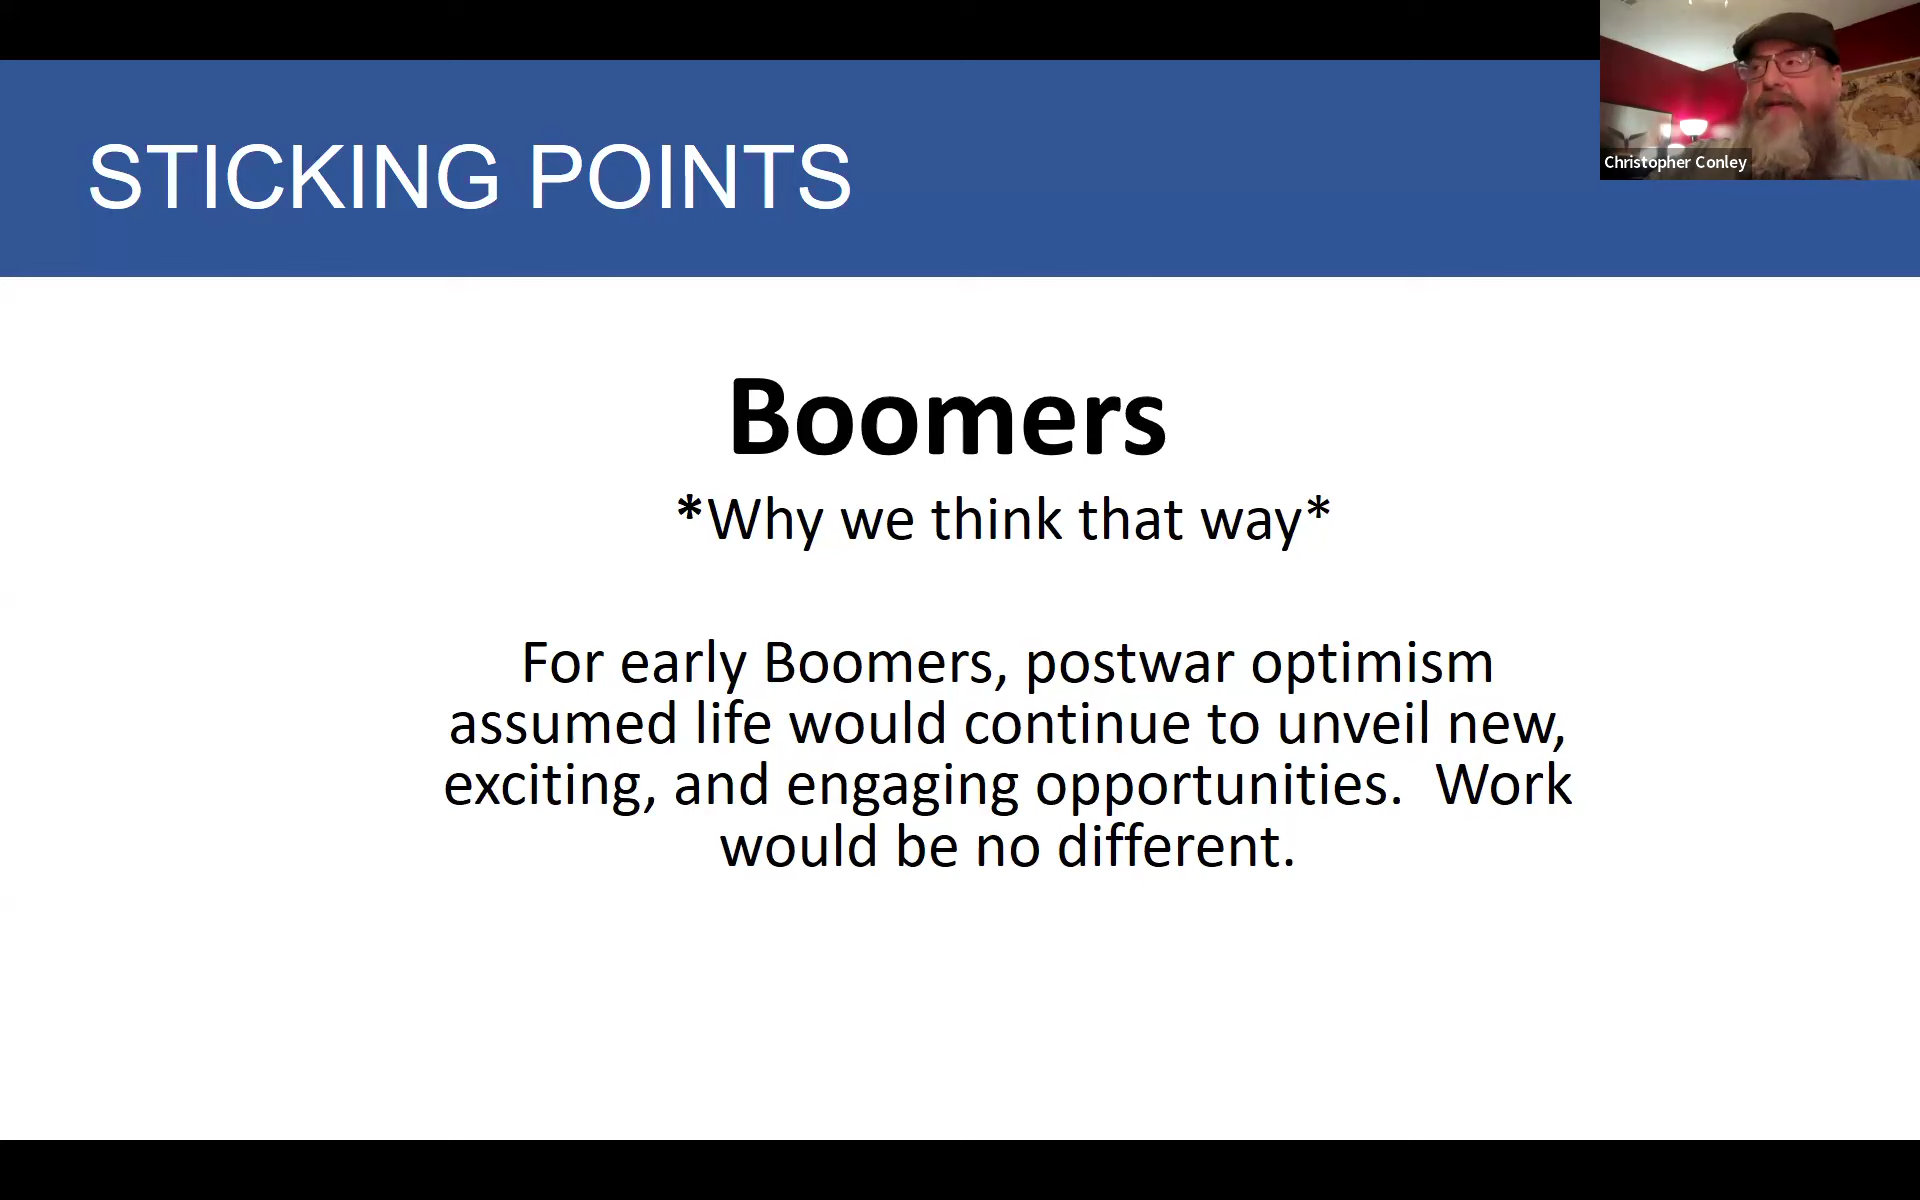 STICKING POINTS
Christopher Conley
Boomers
*Why we think that way*
For early Boomers, postwar optimism
assumed life would continue to unveil new,
exciting, and engaging opportunities.  Work
would be no different.